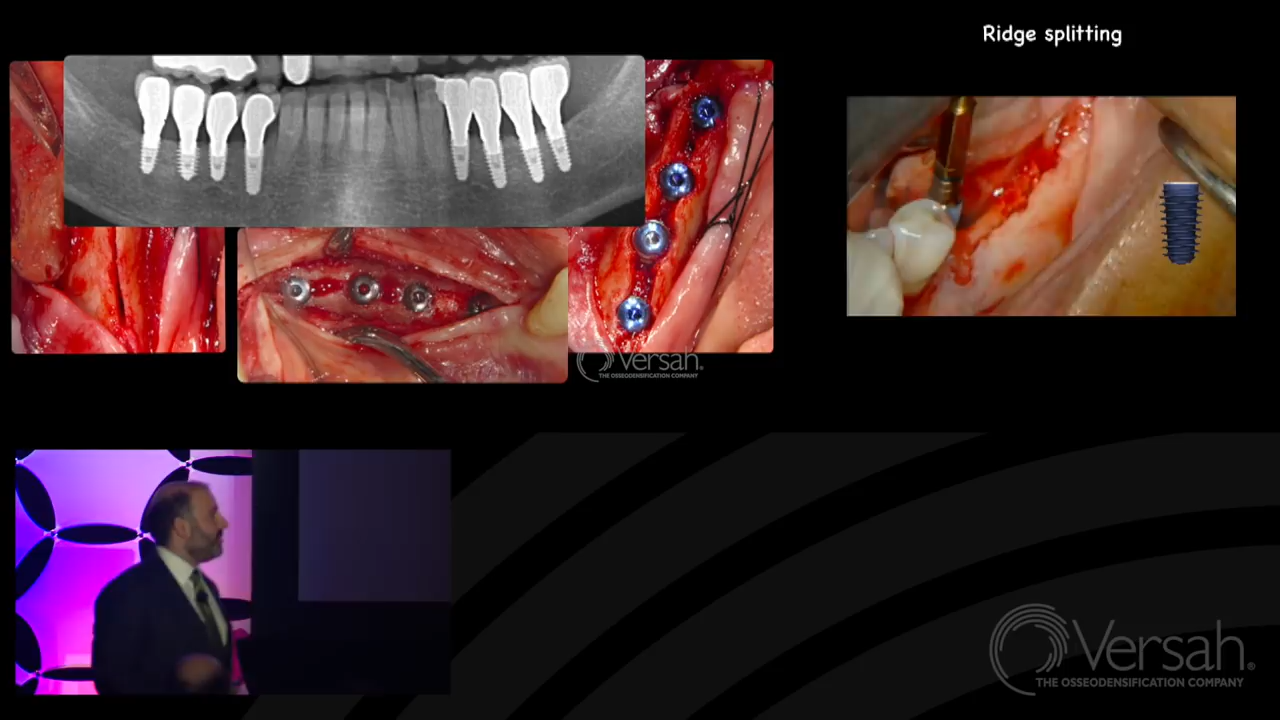 Ridge splitting
Versah®
THE OSSEODENSIFICATION COMPANY
Versah®
THE OSSEODENSIFICATION COMPANY